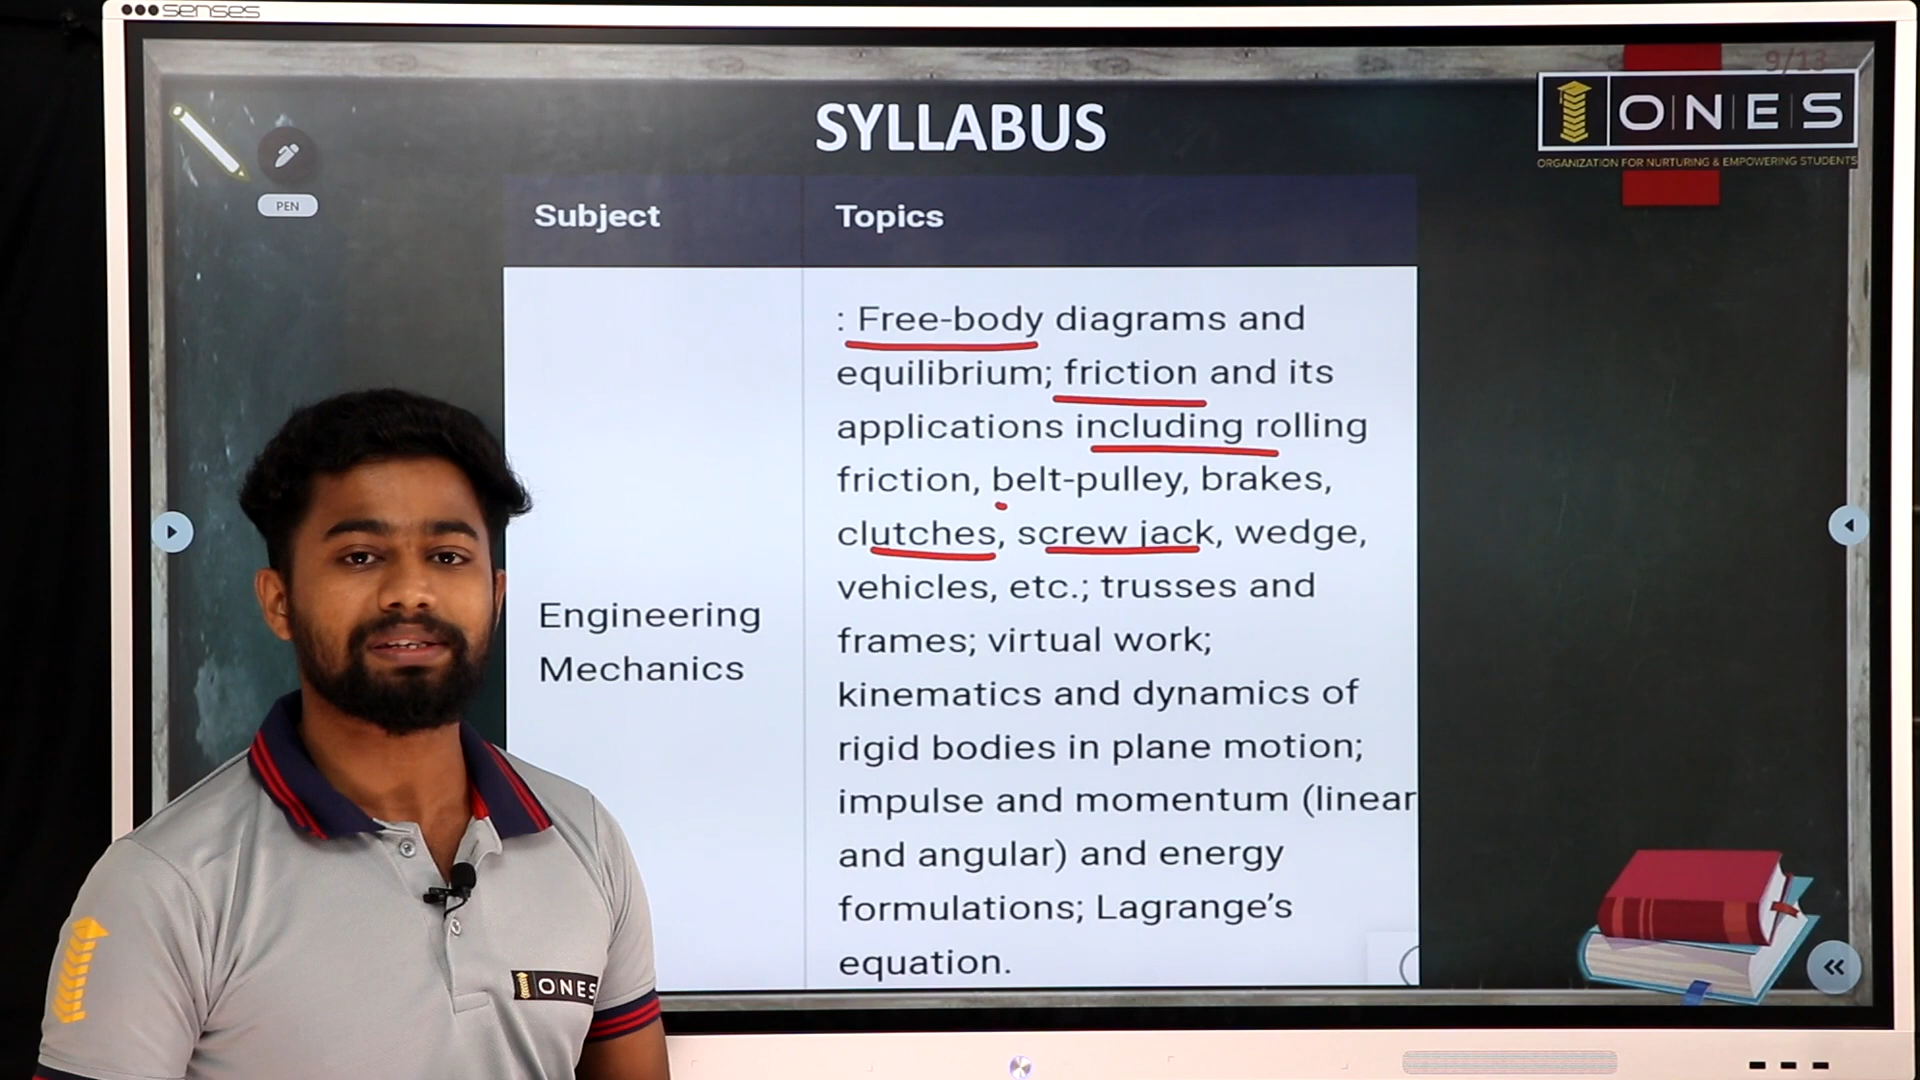 senses
9/13
SYLLABUS
ONES
ORGANIZATION FOR NURTURING & EMPOWERING STUDENTS
PEN
Subject
Topics
Engineering
Mechanics
: Free-body diagrams and
equilibrium; friction and its
applications including rolling
friction, belt-pulley, brakes,
clutches, screw jack, wedge,
vehicles, etc.; trusses and
frames; virtual work;
kinematics and dynamics of
rigid bodies in plane motion;
impulse and momentum (linear
and angular) and energy
formulations; Lagrange’s
equation.
ONES